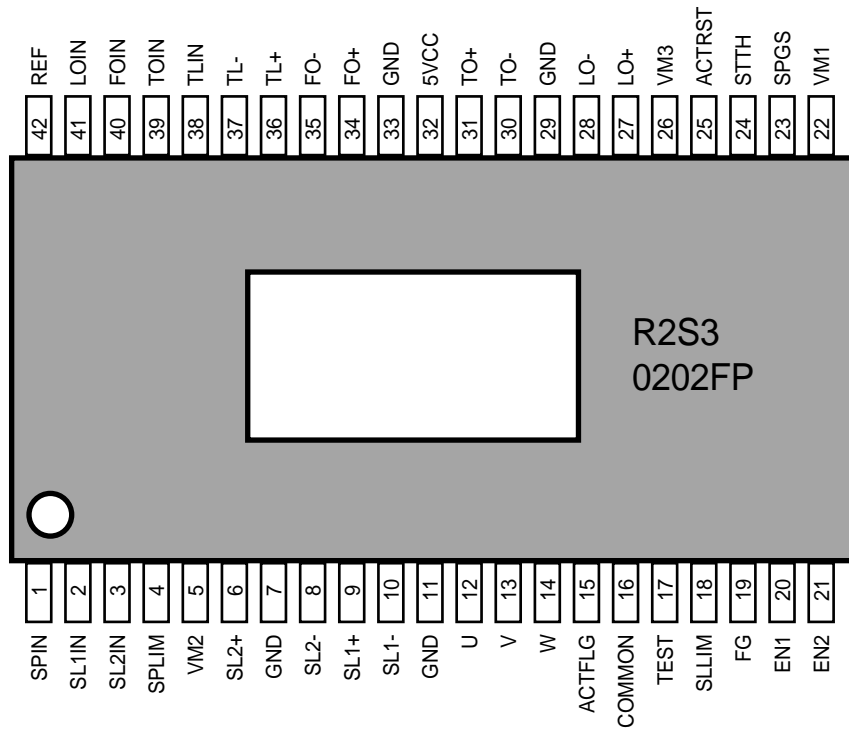 REF LOIN FOIN TOIN TLIN TL- TL+ FO- FO+ GND 5VCC TO+ TO- GND LO- LO+ VM3 ACTRST STTH SPGS VM1
42 41 40 39 38 37 36 35 34 33 32 31 30 29 28 27 26 25 24 23 22
R2S3
0202FP
1 2 3 4 5 6 7 8 9 10 11 12 13 14 15 16 17 18 19 20 21
SPIN SL1IN SL2IN SPLIM VM2 SL2+ GND SL2- SL1+ SL1- GND U V W ACTFLG COMMON TEST SLLIM FG EN1 EN2